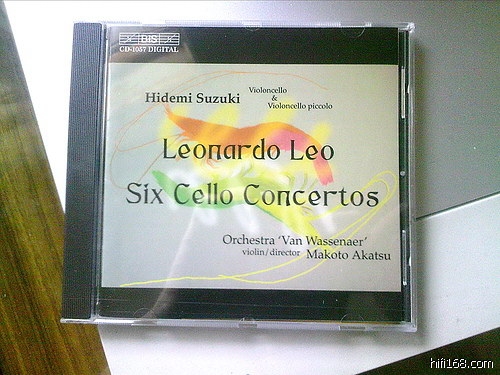 BIS
CD-1057 DIGITAL
Hidemi Suzuki
Violoncello
&
Violoncello piccolo
Leonardo Leo
Six Cello Concertos
Orchestra 'Van Wassenaer'
violin/director Makoto Akatsu
hifi168.com